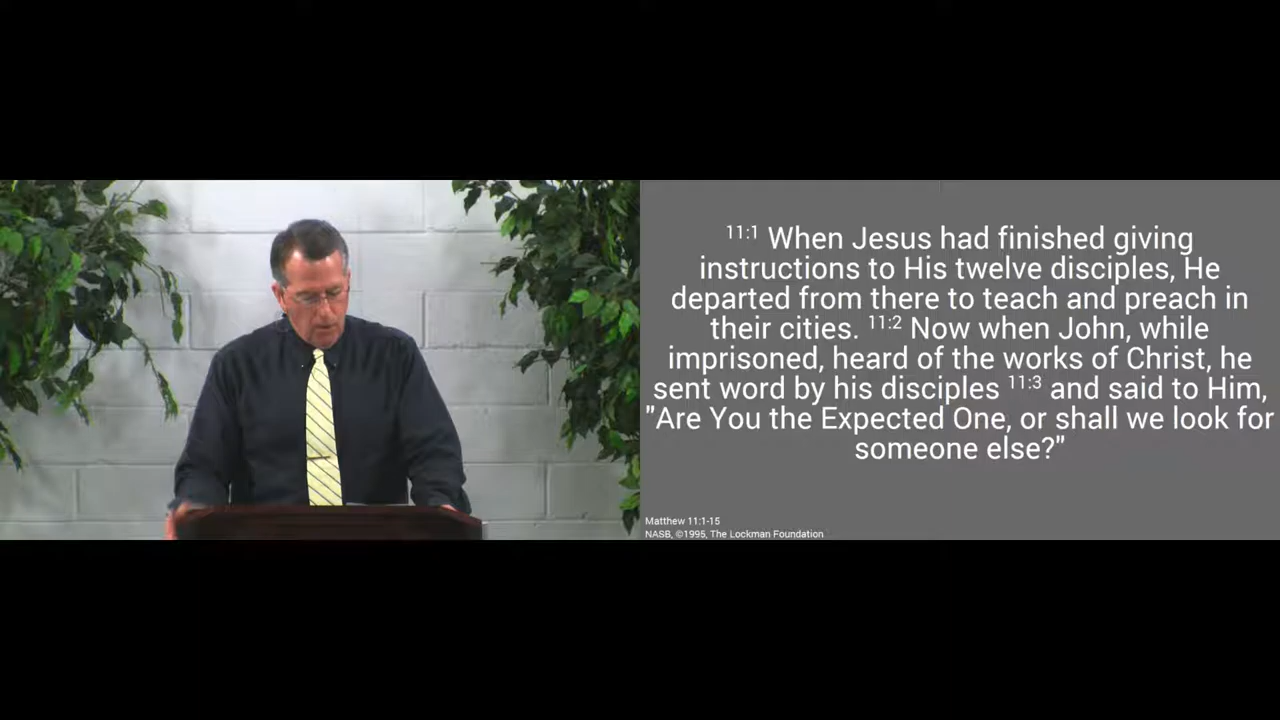 11:1 When Jesus had finished giving
instructions to His twelve disciples, He
departed from there to teach and preach in
their cities. 11:2 Now when John, while
imprisoned, heard of the works of Christ, he
sent word by his disciples 11:3 and said to Him,
"Are You the Expected One, or shall we look for
someone else?"
Matthew 11:1-15
NASB, ©1995, The Lockman Foundation